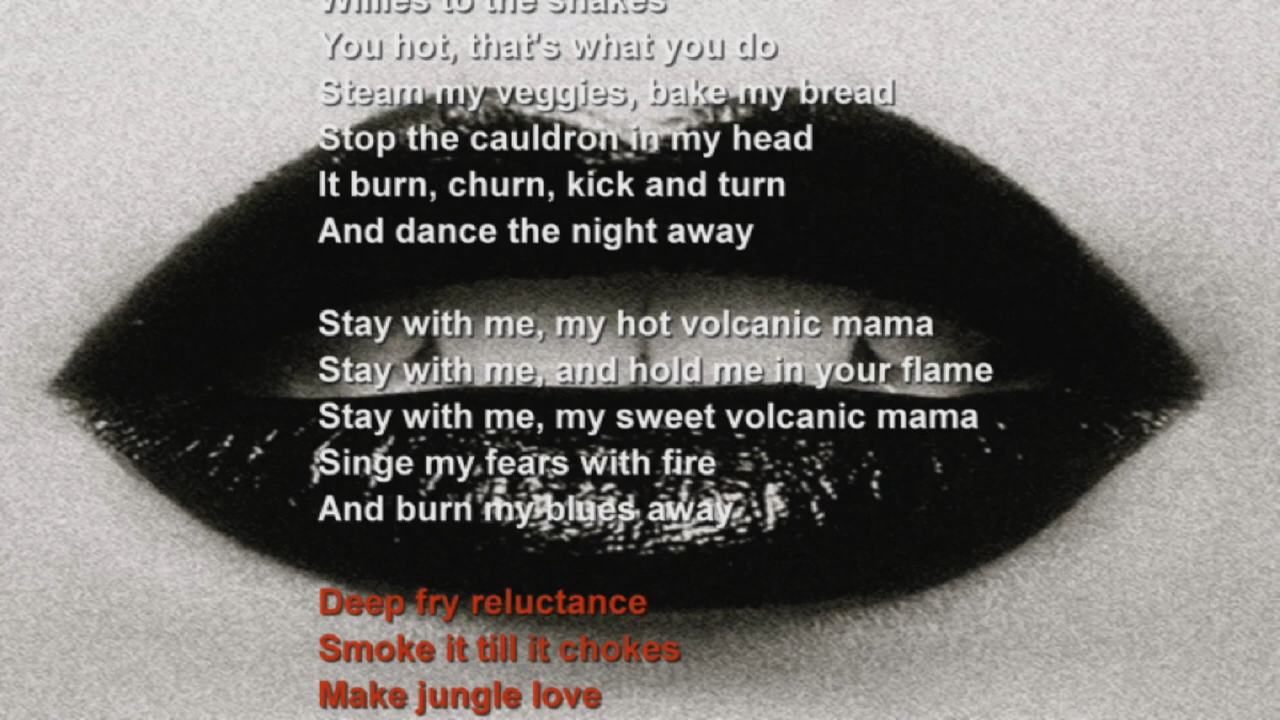 Willies to the snakes
You hot, that's what you do
Steam my veggies, bake my bread
Stop the cauldron in my head
It burn, churn, kick and turn
And dance the night away
Stay with me, my hot volcanic mama
Stay with me, and hold me in your flame
Stay with me, my sweet volcanic mama
Singe my fears with fire
And burn my blues away
Deep fry reluctance
Smoke it till it chokes
Make jungle love